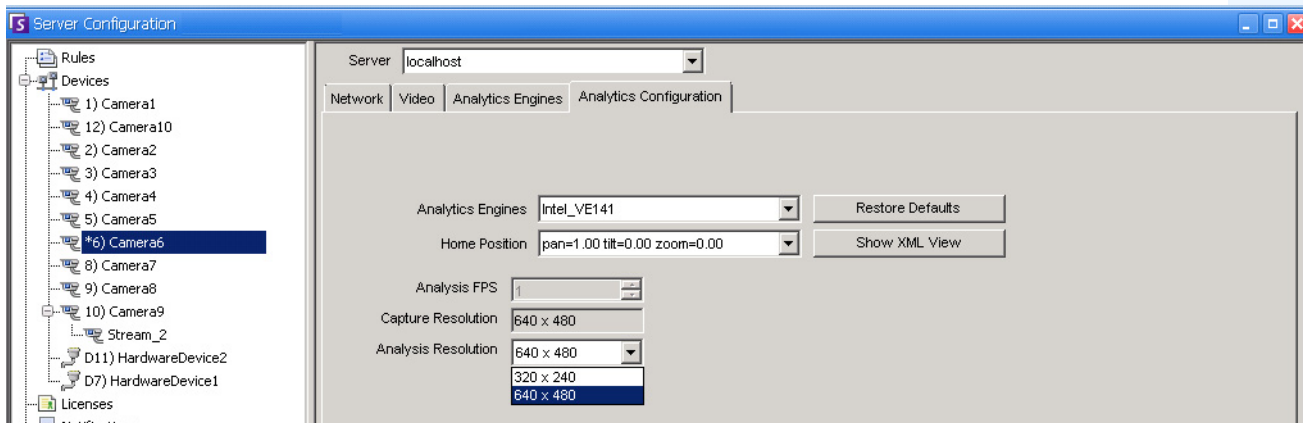 Server Configuration
Rules
Devices
1) Camera1
12) Camera10
2) Camera2
3) Camera3
4) Camera4
5) Camera5
*6) Camera6
8) Camera7
9) Camera8
10) Camera9
Stream_2
D11) HardwareDevice2
D7) HardwareDevice1
Licenses
Server localhost
Network Video Analytics Engines Analytics Configuration
Analytics Engines Intel_VE141 Restore Defaults
Home Position pan=1.00 tilt=0.00 zoom=0.00 Show XML View
Analysis FPS 1
Capture Resolution 640 x 480
Analysis Resolution 640 x 480
320 x 240
640 x 480